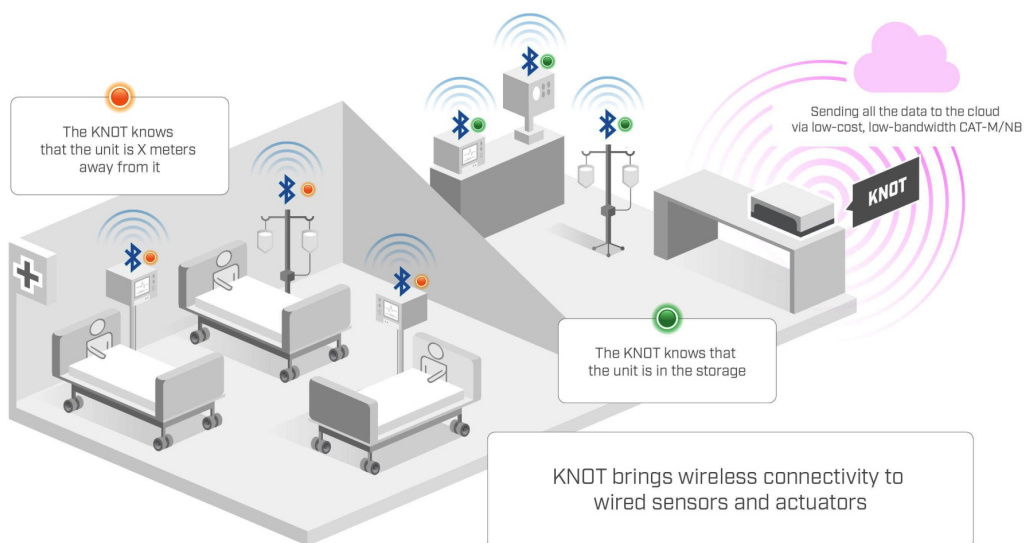 The KNOT knows
that the unit is X meters
away from it
Sending all the data to the cloud
via low-cost, low-bandwidth CAT-M/NB
KNOT
The KNOT knows that
the unit is in the storage
KNOT brings wireless connectivity to
wired sensors and actuators